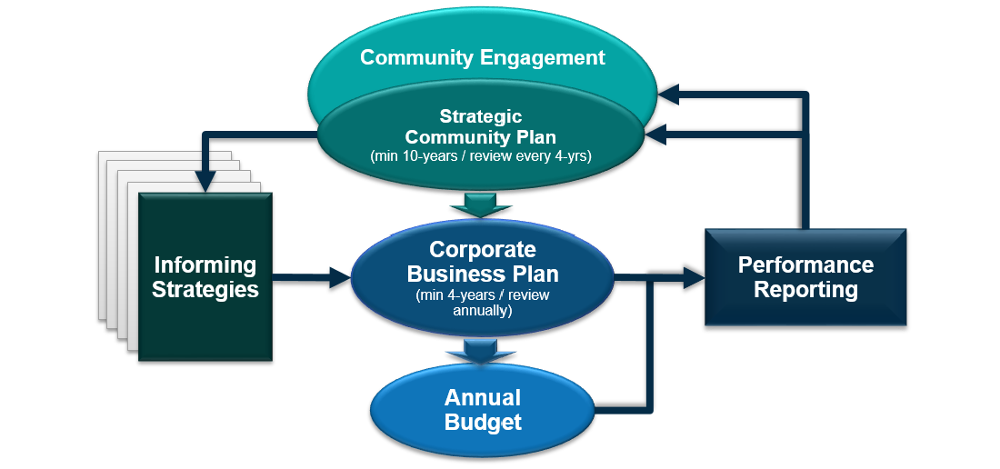 Community Engagement
Strategic
Community Plan
(min 10-years / review every 4-yrs)
Informing
Strategies
Corporate
Business Plan
(min 4-years / review
annually)
Performance
Reporting
Annual
Budget